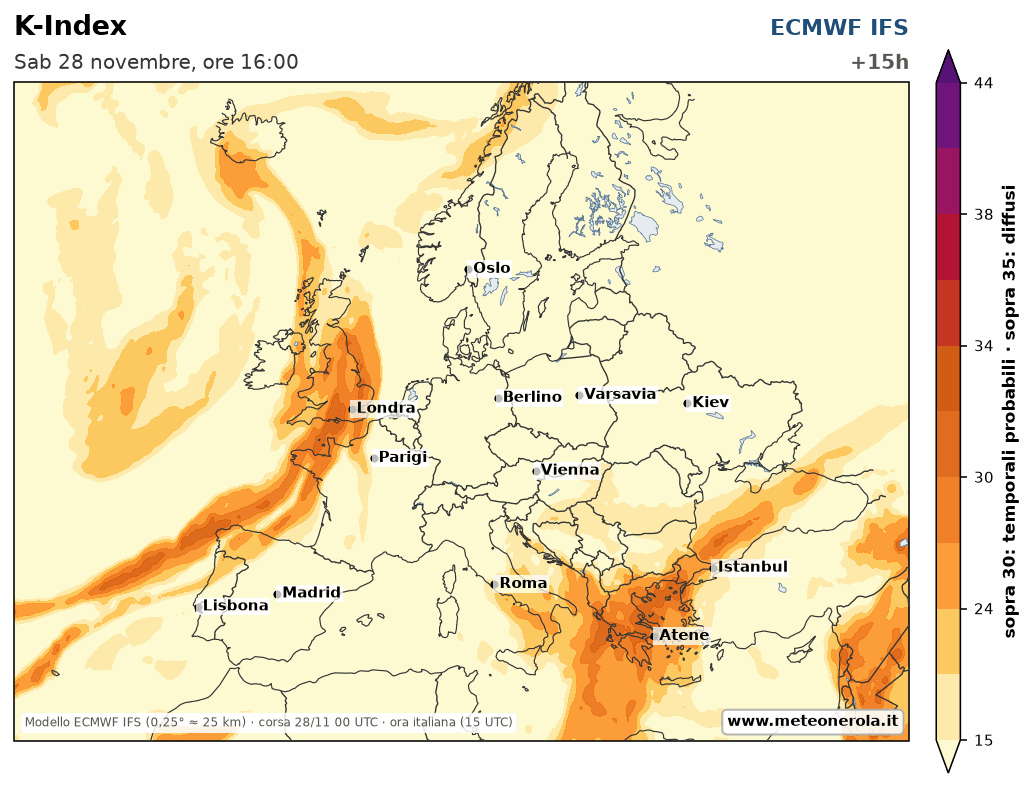 K-Index
ECMWF IFS
Sab 28 novembre, ore 16:00
+15h
44
38
34
30
24
15
sopra 30: temporali probabili · sopra 35: diffusi
Oslo
Londra
Berlino
Varsavia
Kiev
Parigi
Vienna
Istanbul
Roma
Madrid
Lisbona
Atene
Modello ECMWF IFS (0,25° ≈ 25 km) · corsa 28/11 00 UTC · ora italiana (15 UTC)
www.meteonerola.it